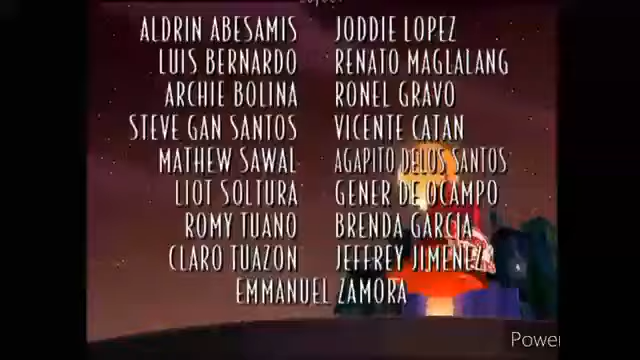 ALDRIN ABESAMIS JODDIE LOPEZ
LUIS BERNARDO RENATO MAGLALANG
ARCHIE BOLINA RONEL GRAVO
STEVE GAN SANTOS VICENTE CATAN
MATHEW SAWAL AGAPITO DELOS SANTOS
LIOT SOLTURA GENER DE OCAMPO
ROMY TUANO BRENDA GARCIA
CLARO TUAZON JEFFREY JIMENEZ
EMMANUEL ZAMORA
Power